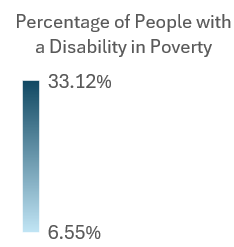 Percentage of People with
a Disability in Poverty
33.12%
6.55%